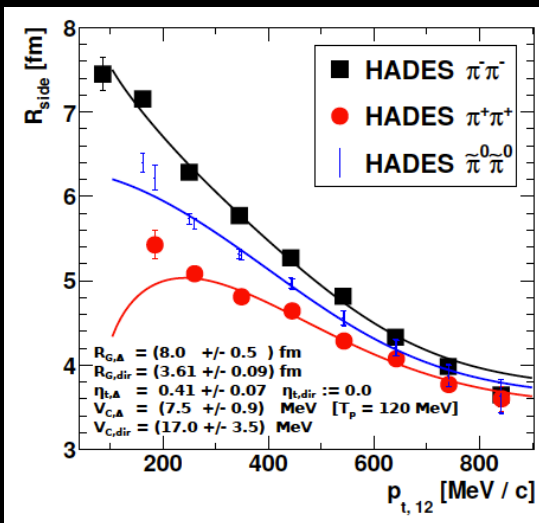 R_side [fm]
8
7
6
5
4
3
HADES π⁻π⁻
HADES π⁺π⁺
HADES π̃⁰π̃⁰
R_G,Δ = (8.0 +/- 0.5 ) fm
R_G,dir = (3.61 +/- 0.09) fm
η_t,Δ = 0.41 +/- 0.07 η_t,dir := 0.0
V_C,Δ = (7.5 +/- 0.9) MeV [T_p = 120 MeV]
V_C,dir = (17.0 +/- 3.5) MeV
200 400 600 800
p_t, 12 [MeV / c]